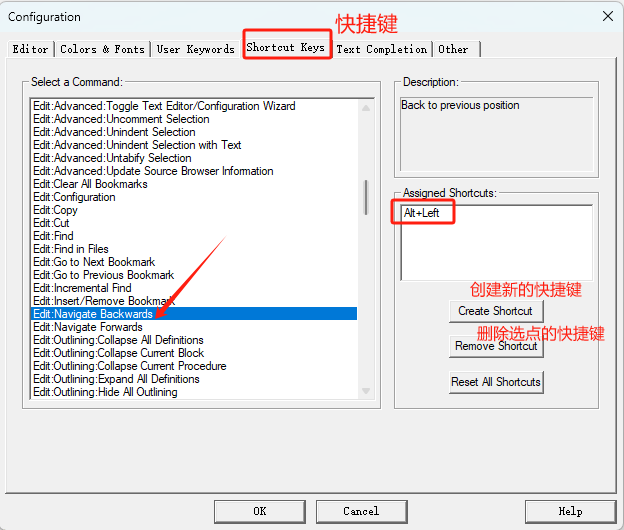 Configuration
快捷键
Editor
Colors & Fonts
User Keywords
Shortcut Keys
Text Completion
Other
Select a Command:
Edit:Advanced:Toggle Text Editor/Configuration Wizard
Edit:Advanced:Uncomment Selection
Edit:Advanced:Unindent Selection
Edit:Advanced:Unindent Selection with Text
Edit:Advanced:Untabify Selection
Edit:Advanced:Update Source Browser Information
Edit:Clear All Bookmarks
Edit:Configuration
Edit:Copy
Edit:Cut
Edit:Find
Edit:Find in Files
Edit:Go to Next Bookmark
Edit:Go to Previous Bookmark
Edit:Incremental Find
Edit:Insert/Remove Bookmark
Edit:Navigate Backwards
Edit:Navigate Forwards
Edit:Outlining:Collapse All Definitions
Edit:Outlining:Collapse Current Block
Edit:Outlining:Collapse Current Procedure
Edit:Outlining:Expand All Definitions
Edit:Outlining:Hide All Outlining
Description:
Back to previous position
Assigned Shortcuts:
Alt+Left
创建新的快捷键
Create Shortcut
删除选点的快捷键
Remove Shortcut
Reset All Shortcuts
OK
Cancel
Help